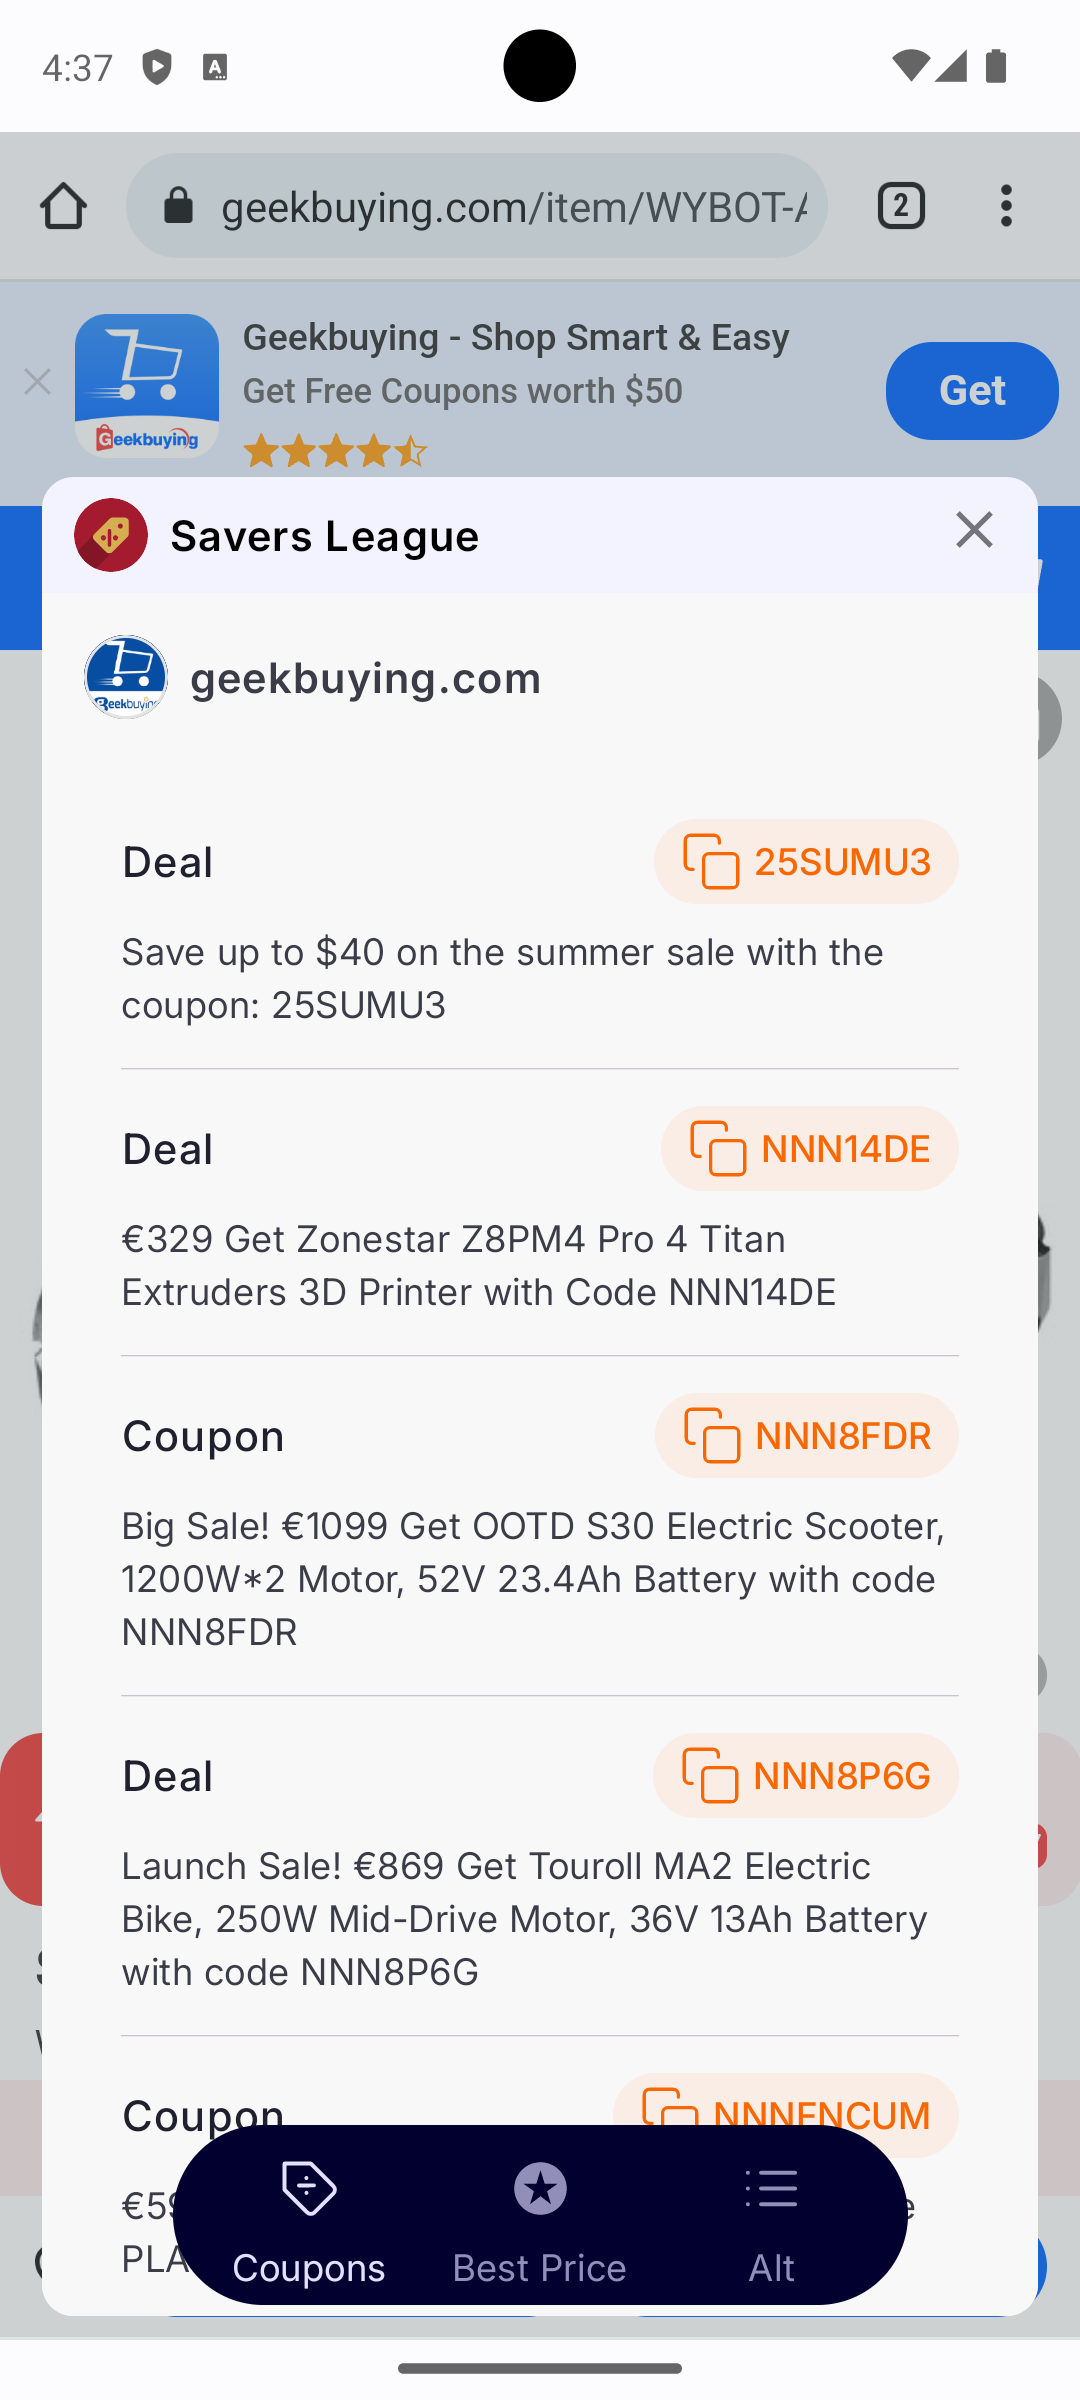 4:37
geekbuying.com/item/WYBOT-A
2
Geekbuying - Shop Smart & Easy
Get Free Coupons worth $50
Get
Geekbuying
Savers League
geekbuying.com
Deal
25SUMU3
Save up to $40 on the summer sale with the
coupon: 25SUMU3
Deal
NNN14DE
€329 Get Zonestar Z8PM4 Pro 4 Titan
Extruders 3D Printer with Code NNN14DE
Coupon
NNN8FDR
Big Sale! €1099 Get OOTD S30 Electric Scooter,
1200W*2 Motor, 52V 23.4Ah Battery with code
NNN8FDR
Deal
NNN8P6G
Launch Sale! €869 Get Touroll MA2 Electric
Bike, 250W Mid-Drive Motor, 36V 13Ah Battery
with code NNN8P6G
Coupon
NNNFNCUM
Coupons
Best Price
Alt